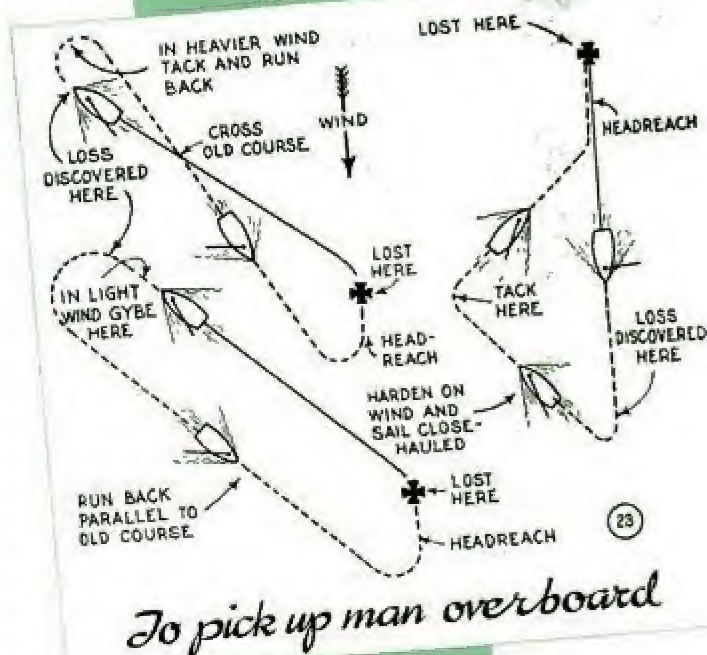 IN HEAVIER WIND
TACK AND RUN
BACK
WIND
CROSS
OLD COURSE
LOSS
DISCOVERED
HERE
LOST
HERE
HEAD-
REACH
IN LIGHT
WIND GYBE
HERE
RUN BACK
PARALLEL TO
OLD COURSE
LOST
HERE
HEADREACH
LOST HERE
HEADREACH
TACK
HERE
LOSS
DISCOVERED
HERE
HARDEN ON
WIND AND
SAIL CLOSE-
HAULED
23
To pick up man overboard